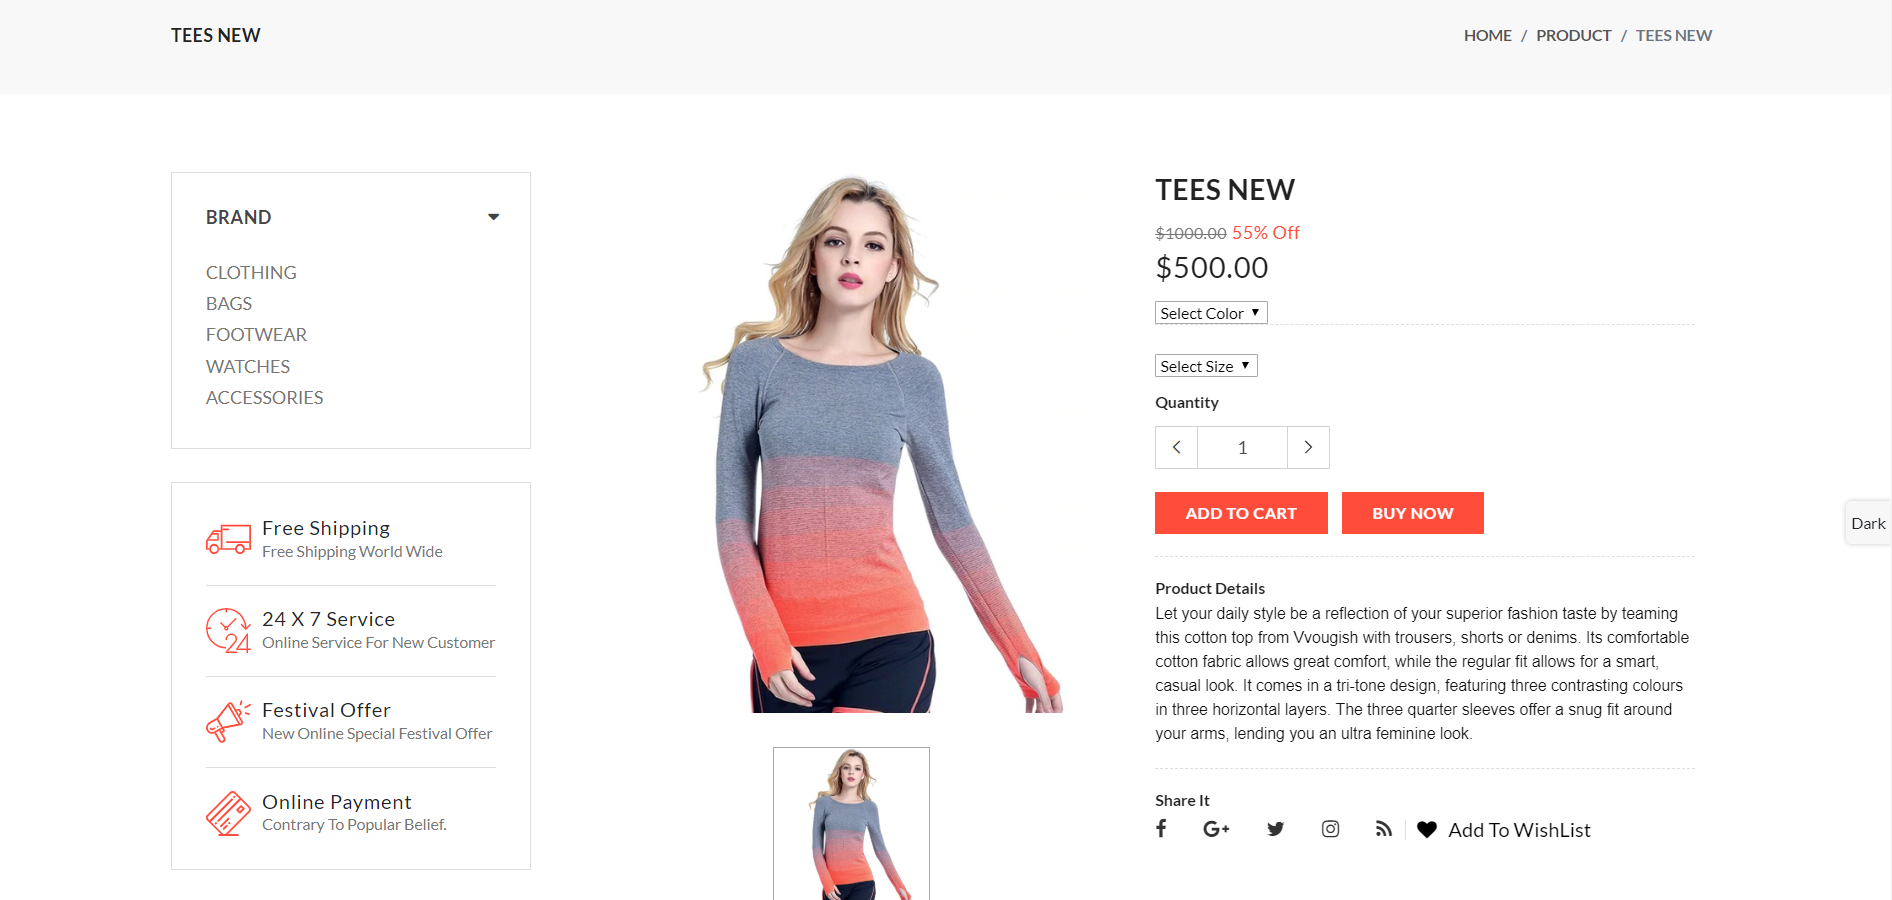 TEES NEW
HOME / PRODUCT / TEES NEW
BRAND
CLOTHING
BAGS
FOOTWEAR
WATCHES
ACCESSORIES
Free Shipping
Free Shipping World Wide
24 X 7 Service
Online Service For New Customer
24
Festival Offer
New Online Special Festival Offer
Online Payment
Contrary To Popular Belief.
TEES NEW
$1000.00 55% Off
$500.00
Select Color
Select Size
Quantity
1
ADD TO CART
BUY NOW
Product Details
Let your daily style be a reflection of your superior fashion taste by teaming
this cotton top from Vvougish with trousers, shorts or denims. Its comfortable
cotton fabric allows great comfort, while the regular fit allows for a smart,
casual look. It comes in a tri-tone design, featuring three contrasting colours
in three horizontal layers. The three quarter sleeves offer a snug fit around
your arms, lending you an ultra feminine look.
Share It
Add To WishList
Dark